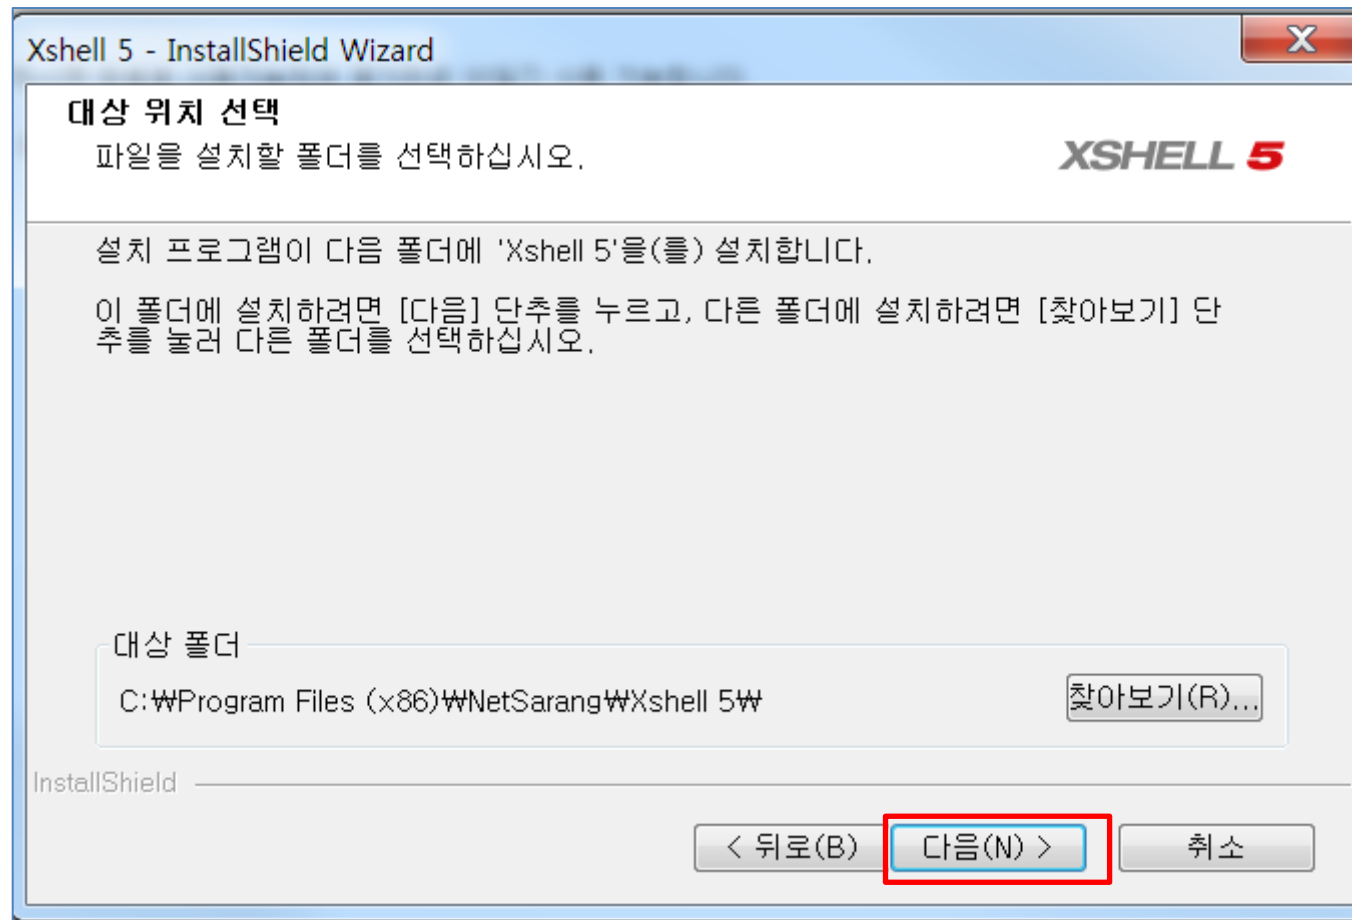 Xshell 5 - InstallShield Wizard
대상 위치 선택
파일을 설치할 폴더를 선택하십시오.
XSHELL 5
설치 프로그램이 다음 폴더에 'Xshell 5'을(를) 설치합니다.
이 폴더에 설치하려면 [다음] 단추를 누르고, 다른 폴더에 설치하려면 [찾아보기] 단
추를 눌러 다른 폴더를 선택하십시오.
대상 폴더
C:₩Program Files (x86)₩NetSarang₩Xshell 5₩
찾아보기(R)...
InstallShield
< 뒤로(B)
다음(N) >
취소